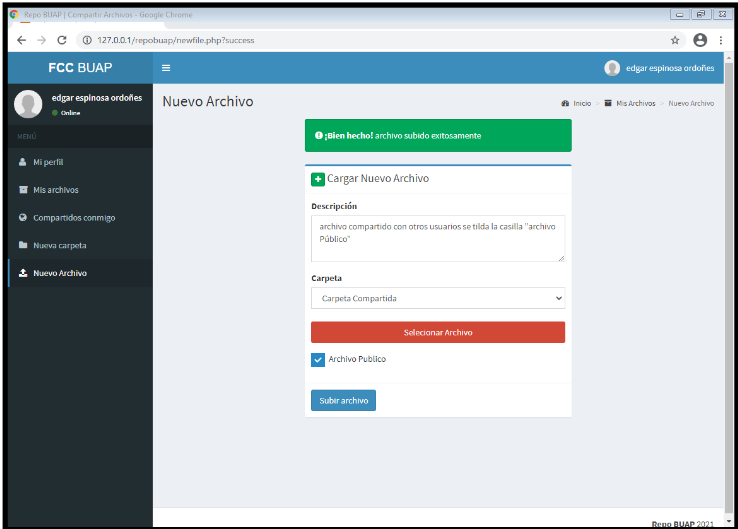 Repo BUAP | Compartir Archivos - Google Chrome
127.0.0.1/repobuap/newfile.php?success
FCC BUAP
edgar espinosa ordoñes
edgar espinosa ordoñes
Online
MENÚ
Mi perfil
Mis archivos
Compartidos conmigo
Nueva carpeta
Nuevo Archivo
Nuevo Archivo
Inicio > Mis Archivos > Nuevo Archivo
¡Bien hecho! archivo subido exitosamente
Cargar Nuevo Archivo
Descripción
archivo compartido con otros usuarios se tilda la casilla "archivo
Público"
Carpeta
Carpeta Compartida
Selecionar Archivo
Archivo Publico
Subir archivo
Repo BUAP 2021